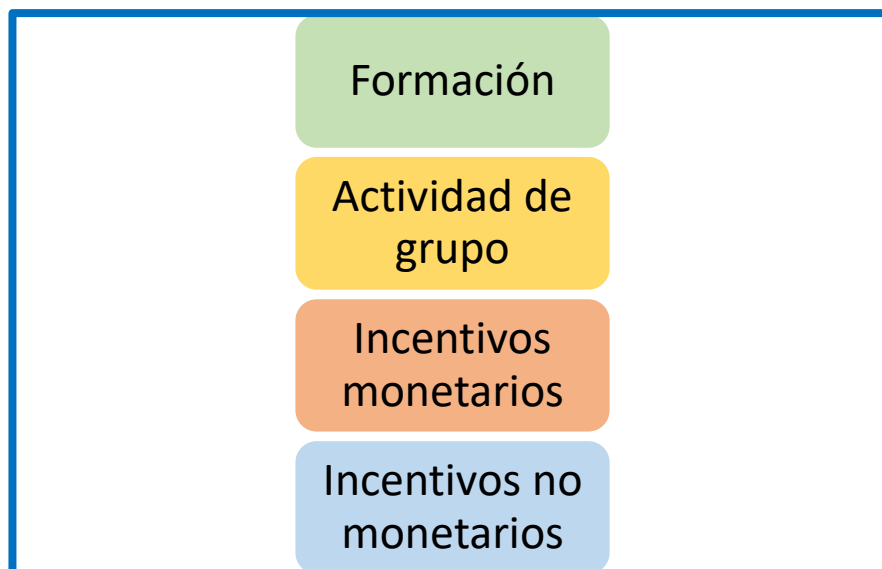 Formación
Actividad de
grupo
Incentivos
monetarios
Incentivos no
monetarios